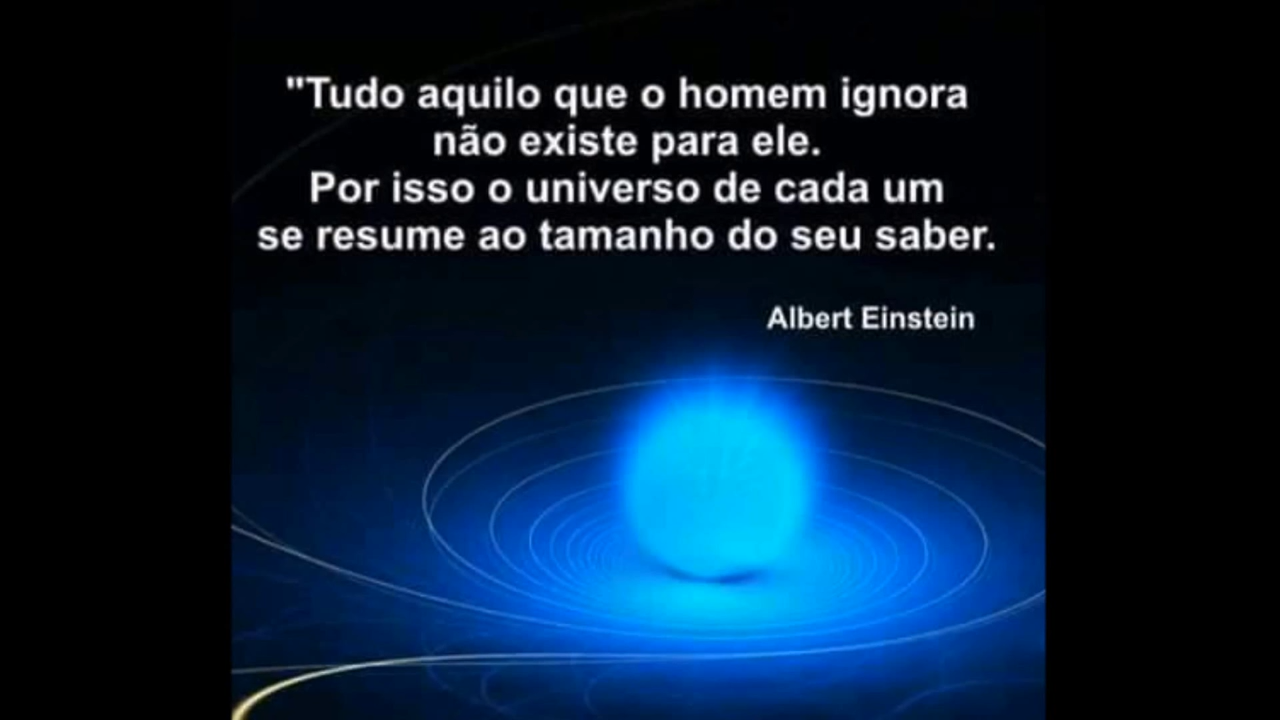 "Tudo aquilo que o homem ignora
não existe para ele.
Por isso o universo de cada um
se resume ao tamanho do seu saber.
Albert Einstein